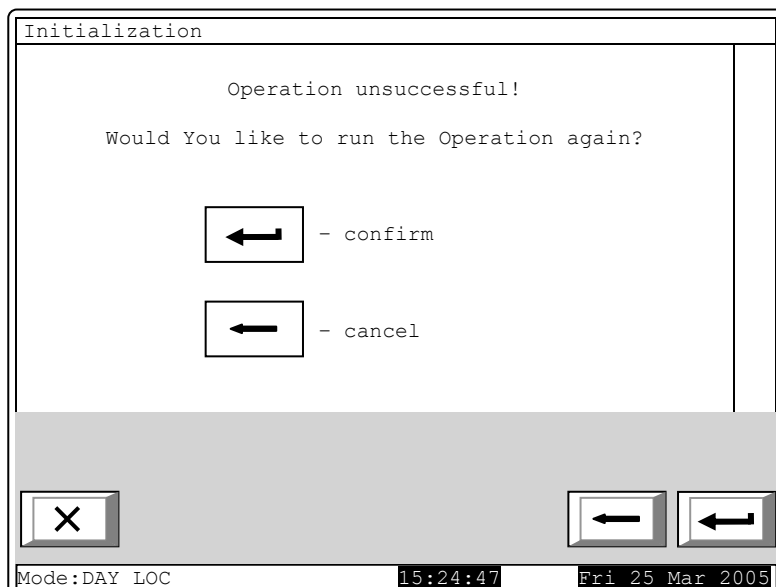 Initialization
Operation unsuccessful!
Would You like to run the Operation again?
- confirm
- cancel
Mode:DAY LOC 15:24:47 Fri 25 Mar 2005